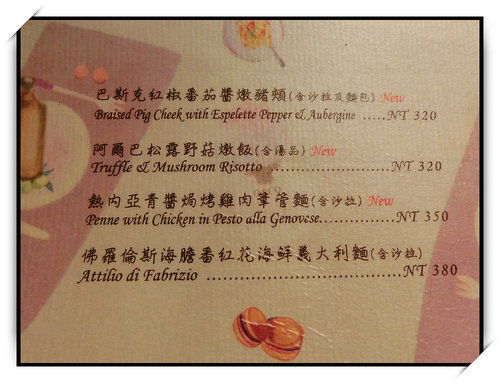 巴斯克紅椒番茄醬燉豬頰(含沙拉及麵包) New
Braised Pig Cheek with Espelette Pepper & Aubergine .....NT 320
阿爾巴松露野菇燉飯(含湯品) New
Truffle & Mushroom Risotto ......................NT 320
熱內亞青醬焗烤雞肉筆管麵(含沙拉) New
Penne with Chicken in Pesto alla Genovese..............NT 350
佛羅倫斯海膽番紅花海鮮義大利麵(含沙拉)
Attilio di Fabrizio ...................................NT 380